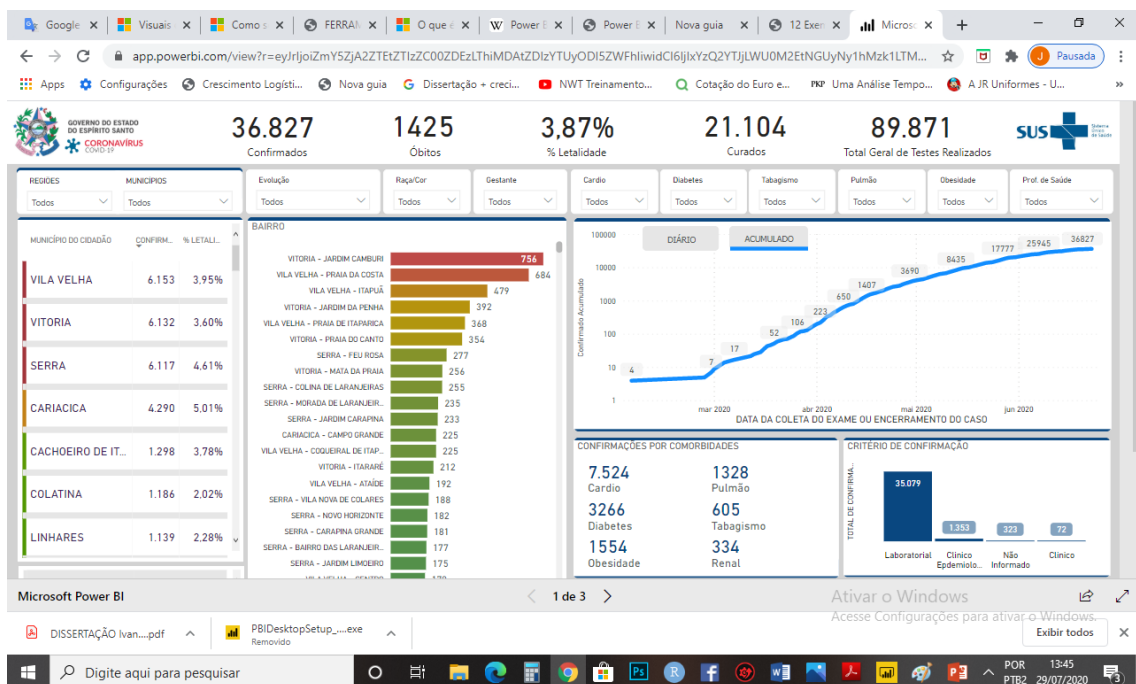 Google
Visuais
Como s
FERRAM
O que é
Power B
Power E
Nova guia
12 Exen
Microsc
app.powerbi.com/view?r=eyJrIjoiZmY5ZjA2ZTEtZTIzZC00ZDEzLThiMDAtZDIzYTUyODI5ZWFhIiwidCI6IjIxYzQ2YTJjLWU0M2EtNGUyNy1hMzk1LTM...
J
Pausada
Apps
Configurações
Crescimento Logísti...
Nova guia
Dissertação + creci...
NWT Treinamento...
Cotação do Euro e...
PKP Uma Análise Tempo...
A JR Uniformes - U...
»
GOVERNO DO ESTADO
DO ESPÍRITO SANTO
CORONAVÍRUS
COVID-19
36.827
Confirmados
1425
Óbitos
3,87%
% Letalidade
21.104
Curados
89.871
Total Geral de Testes Realizados
SUS
Sistema
Único
de Saúde
REGIÕES
Todos
MUNICÍPIOS
Todos
Evolução
Todos
Raça/Cor
Todos
Gestante
Todos
Cardio
Todos
Diabetes
Todos
Tabagismo
Todos
Pulmão
Todos
Obesidade
Todos
Prof. de Saúde
Todos
MUNICÍPIO DO CIDADÃO CONFIRM... % LETALI...
VILA VELHA 6.153 3,95%
VITORIA 6.132 3,60%
SERRA 6.117 4,61%
CARIACICA 4.290 5,01%
CACHOEIRO DE IT... 1.298 3,78%
COLATINA 1.186 2,02%
LINHARES 1.139 2,28%
BAIRRO
VITORIA - JARDIM CAMBURI 756
VILA VELHA - PRAIA DA COSTA 684
VILA VELHA - ITAPUÃ 479
VITORIA - JARDIM DA PENHA 392
VILA VELHA - PRAIA DE ITAPARICA 368
VITORIA - PRAIA DO CANTO 354
SERRA - FEU ROSA 277
VITORIA - MATA DA PRAIA 256
SERRA - COLINA DE LARANJEIRAS 255
SERRA - MORADA DE LARANJEIR... 235
SERRA - JARDIM CARAPINA 233
CARIACICA - CAMPO GRANDE 225
VILA VELHA - COQUEIRAL DE ITAP... 225
VITORIA - ITARARÉ 212
VILA VELHA - ATAÍDE 192
SERRA - VILA NOVA DE COLARES 188
SERRA - NOVO HORIZONTE 182
SERRA - CARAPINA GRANDE 181
SERRA - BAIRRO DAS LARANJEIR... 177
SERRA - JARDIM LIMOEIRO 175
DIÁRIO
ACUMULADO
Confirmado Acumulado
100000
10000
1000
100
10
1
4
7
17
52
106
223
650
1407
3690
8435
17777
25945
36827
mar 2020
abr 2020
mai 2020
jun 2020
DATA DA COLETA DO EXAME OU ENCERRAMENTO DO CASO
CONFIRMAÇÕES POR COMORBIDADES
7.524
Cardio
1328
Pulmão
3266
Diabetes
605
Tabagismo
1554
Obesidade
334
Renal
CRITÉRIO DE CONFIRMAÇÃO
TOTAL DE CONFIRMA...
35.079
1.353
323
72
Laboratorial
Clinico
Epidemiolo...
Não
Informado
Clinico
Microsoft Power BI
1 de 3
Ativar o Windows
Acesse Configurações para ativar o Windows.
DISSERTAÇÃO Ivan....pdf
PBIDesktopSetup_....exe
Removido
Exibir todos
Digite aqui para pesquisar
POR
PTB2
13:45
29/07/2020
3